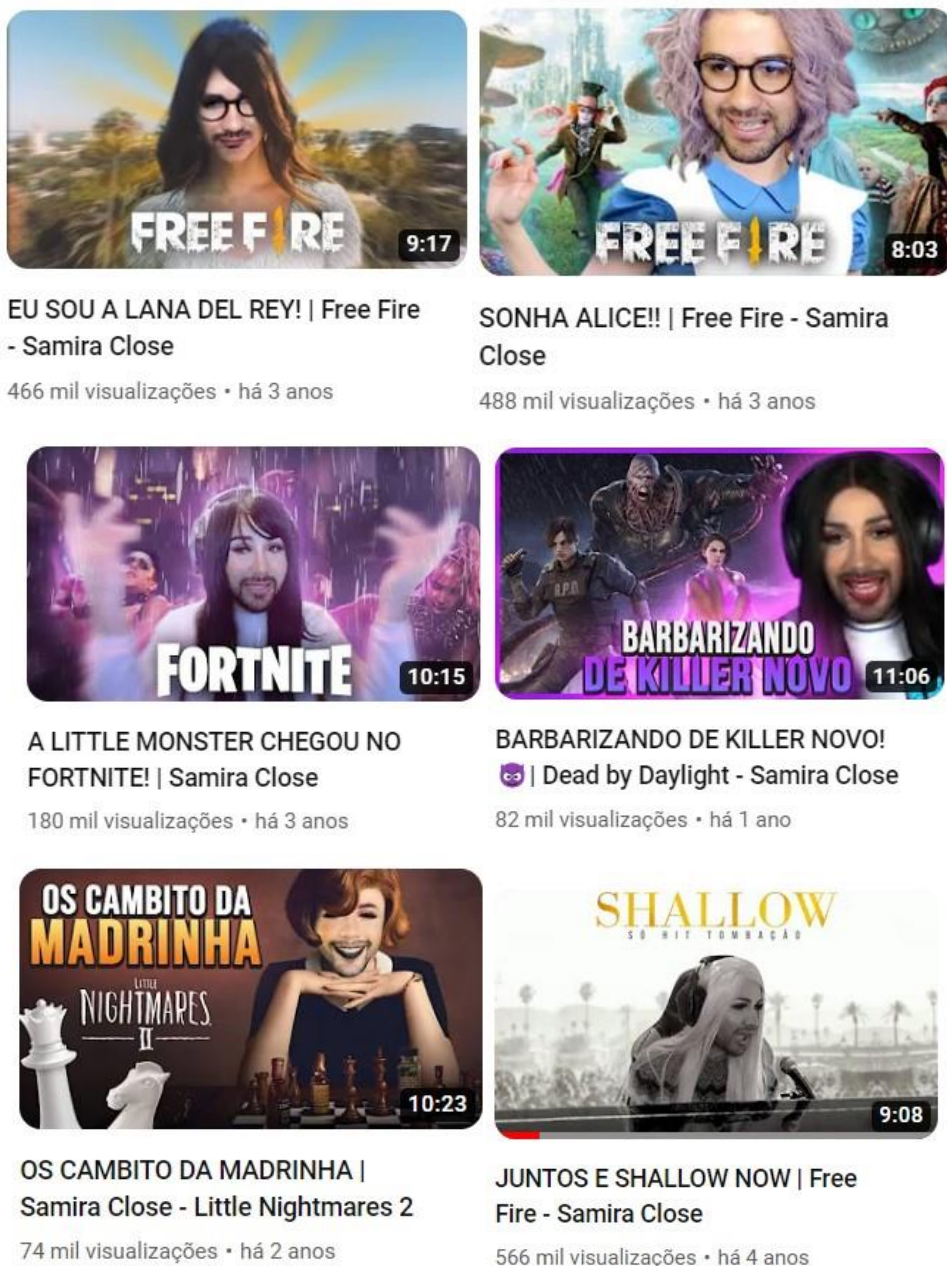 FREE FIRE
9:17
EU SOU A LANA DEL REY! | Free Fire
- Samira Close
466 mil visualizações • há 3 anos
FREE FIRE
8:03
SONHA ALICE!! | Free Fire - Samira
Close
488 mil visualizações • há 3 anos
FORTNITE
10:15
A LITTLE MONSTER CHEGOU NO
FORTNITE! | Samira Close
180 mil visualizações • há 3 anos
R.P.D.
BARBARIZANDO
DE KILLER NOVO
11:06
BARBARIZANDO DE KILLER NOVO!
😈| Dead by Daylight - Samira Close
82 mil visualizações • há 1 ano
OS CAMBITO DA
MADRINHA
LITTLE
NIGHTMARES
II
10:23
OS CAMBITO DA MADRINHA |
Samira Close - Little Nightmares 2
74 mil visualizações • há 2 anos
SHALLOW
SÓ HIT TOMBAÇÃO
9:08
JUNTOS E SHALLOW NOW | Free
Fire - Samira Close
566 mil visualizações • há 4 anos